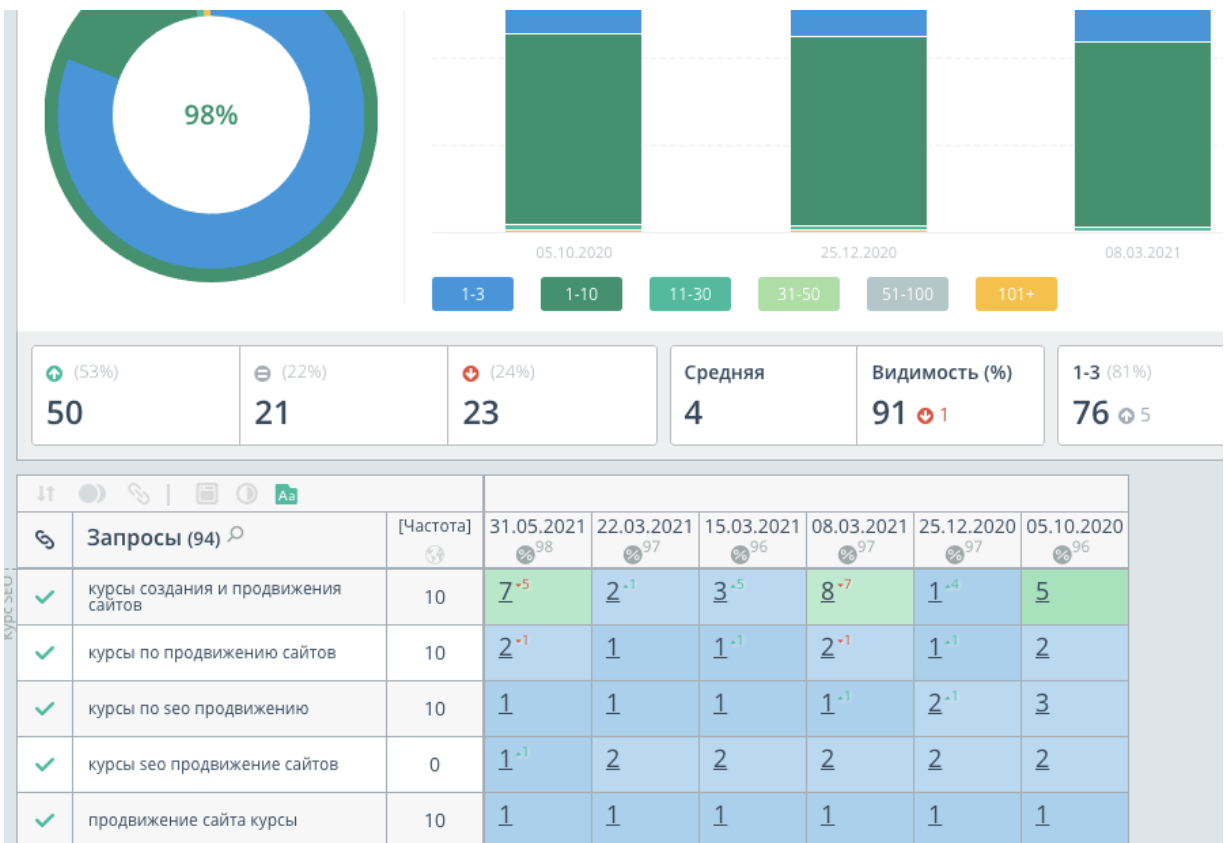 98%
05.10.2020 25.12.2020 08.03.2021
1-3 1-10 11-30 31-50 51-100 101+
(53%) (22%) (24%) Средняя Видимость (%) 1-3 (81%)
50 21 23 4 91 1 76 5
Aa
Запросы (94) [Частота] 31.05.2021 22.03.2021 15.03.2021 08.03.2021 25.12.2020 05.10.2020
% 98 % 97 % 96 % 97 % 97 % 96
Курс SEO
курсы создания и продвижения
сайтов 10 7 -5 2 1 3 5 8 -7 1 4 5
курсы по продвижению сайтов 10 2 -1 1 1 1 2 -1 1 1 2
курсы по seo продвижению 10 1 1 1 1 1 2 1 3
курсы seo продвижение сайтов 0 1 1 2 2 2 2 2
продвижение сайта курсы 10 1 1 1 1 1 1